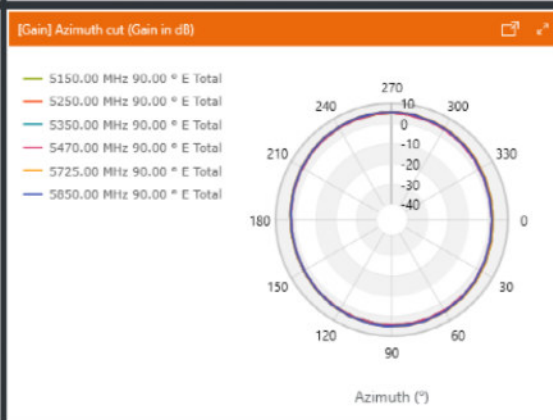 [Gain] Azimuth cut (Gain in dB)
5150.00 MHz 90.00 ° E Total
5250.00 MHz 90.00 ° E Total
5350.00 MHz 90.00 ° E Total
5470.00 MHz 90.00 ° E Total
5725.00 MHz 90.00 ° E Total
5850.00 MHz 90.00 ° E Total
270
240
10
300
0
210
-10
330
-20
-30
-40
180
0
150
30
120
60
90
Azimuth (°)